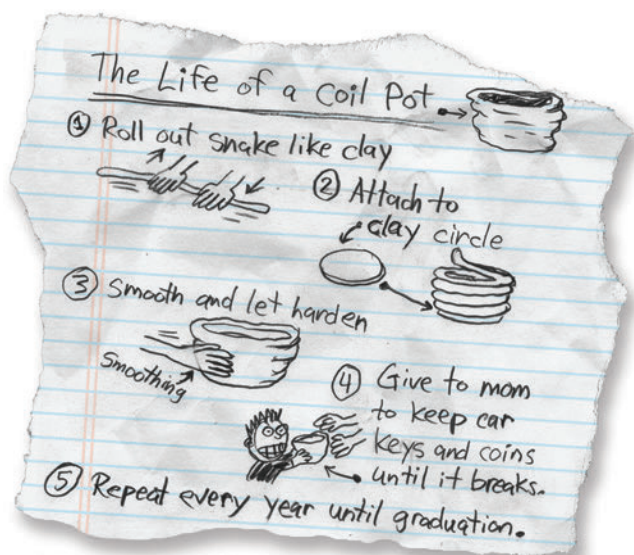 The Life of a Coil Pot
① Roll out snake like clay
② Attach to
clay circle
③ Smooth and let harden
Smoothing
④ Give to mom
to keep car
keys and coins
until it breaks.
⑤ Repeat every year until graduation.